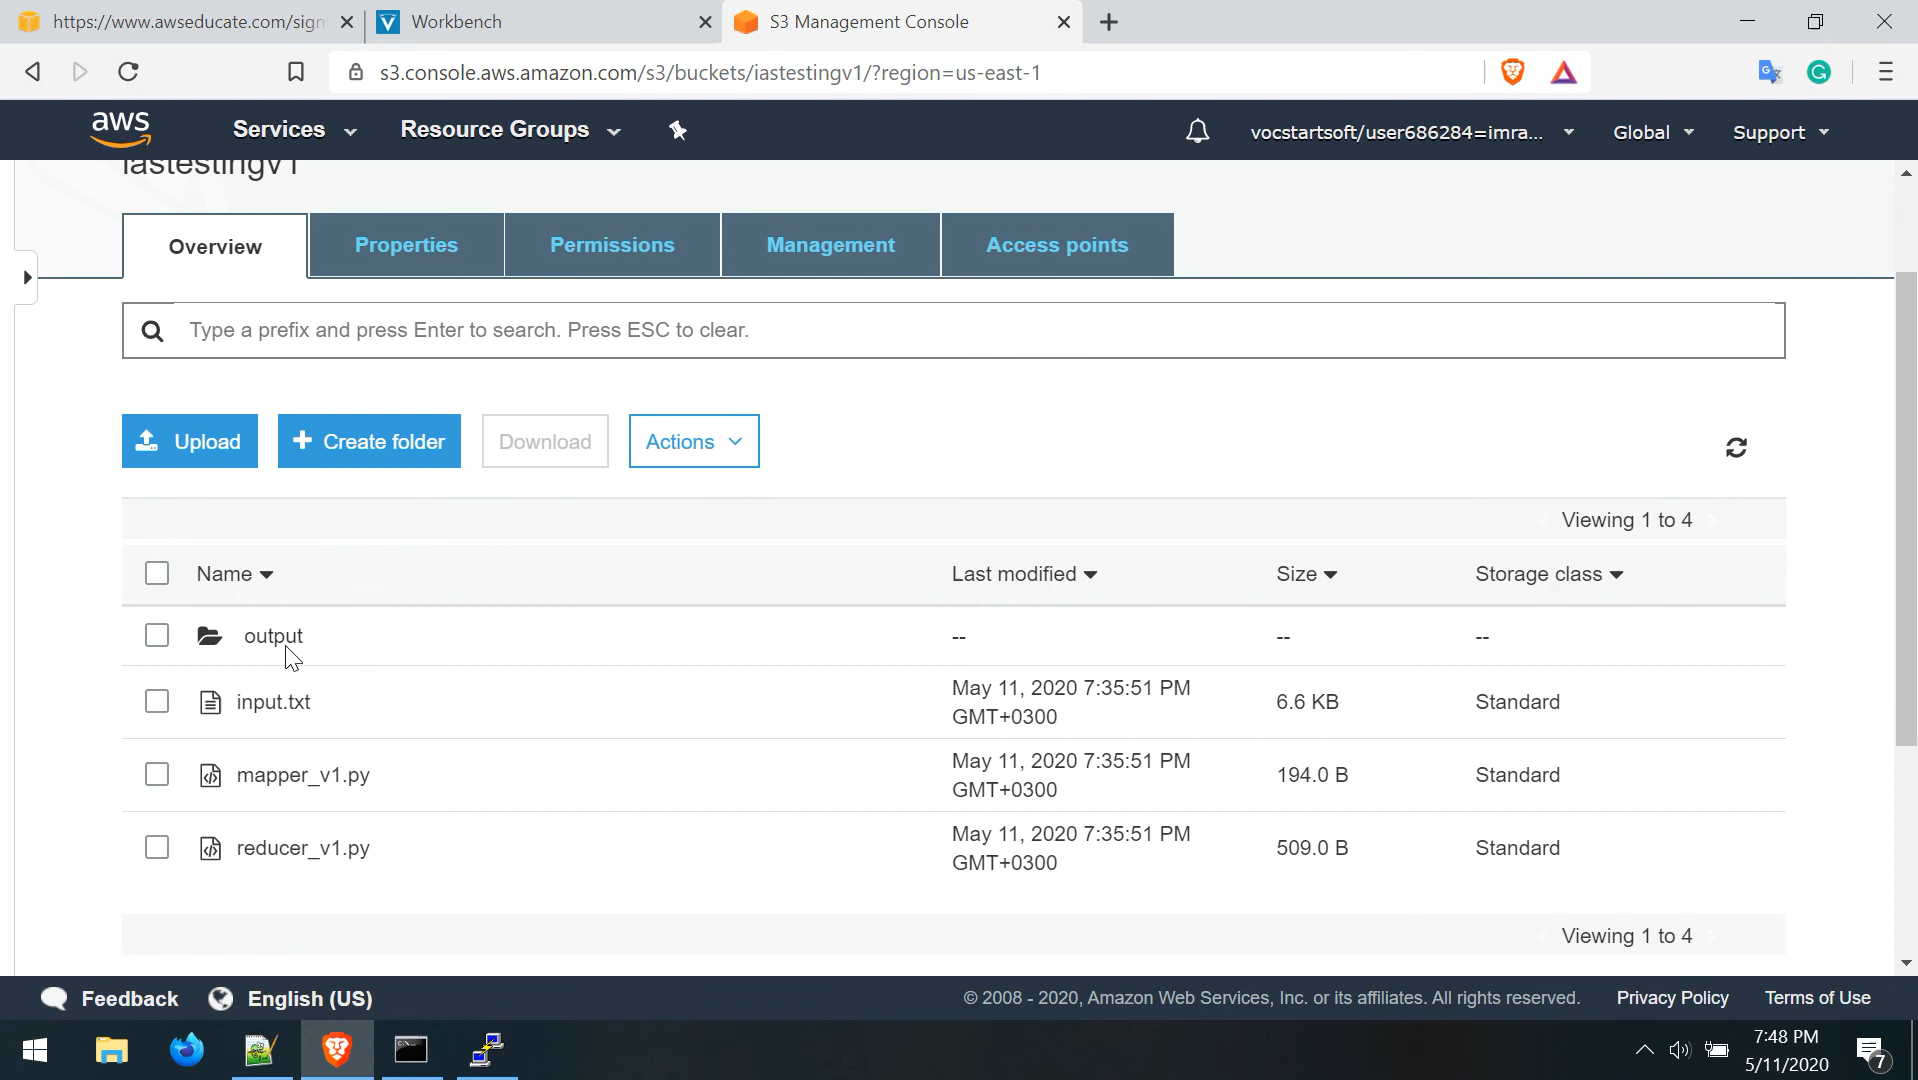 https://www.awseducate.com/sign
Workbench
S3 Management Console
s3.console.aws.amazon.com/s3/buckets/iastestingv1/?region=us-east-1
aws
Services
Resource Groups
vocstartsoft/user686284=imra...
Global
Support
iastestingv1
Overview
Properties
Permissions
Management
Access points
Type a prefix and press Enter to search. Press ESC to clear.
Upload
Create folder
Download
Actions
Viewing 1 to 4
Name
Last modified
Size
Storage class
output
--
--
--
input.txt
May 11, 2020 7:35:51 PM
GMT+0300
6.6 KB
Standard
mapper_v1.py
May 11, 2020 7:35:51 PM
GMT+0300
194.0 B
Standard
reducer_v1.py
May 11, 2020 7:35:51 PM
GMT+0300
509.0 B
Standard
Viewing 1 to 4
Feedback
English (US)
© 2008 - 2020, Amazon Web Services, Inc. or its affiliates. All rights reserved.
Privacy Policy
Terms of Use
7:48 PM
5/11/2020
7